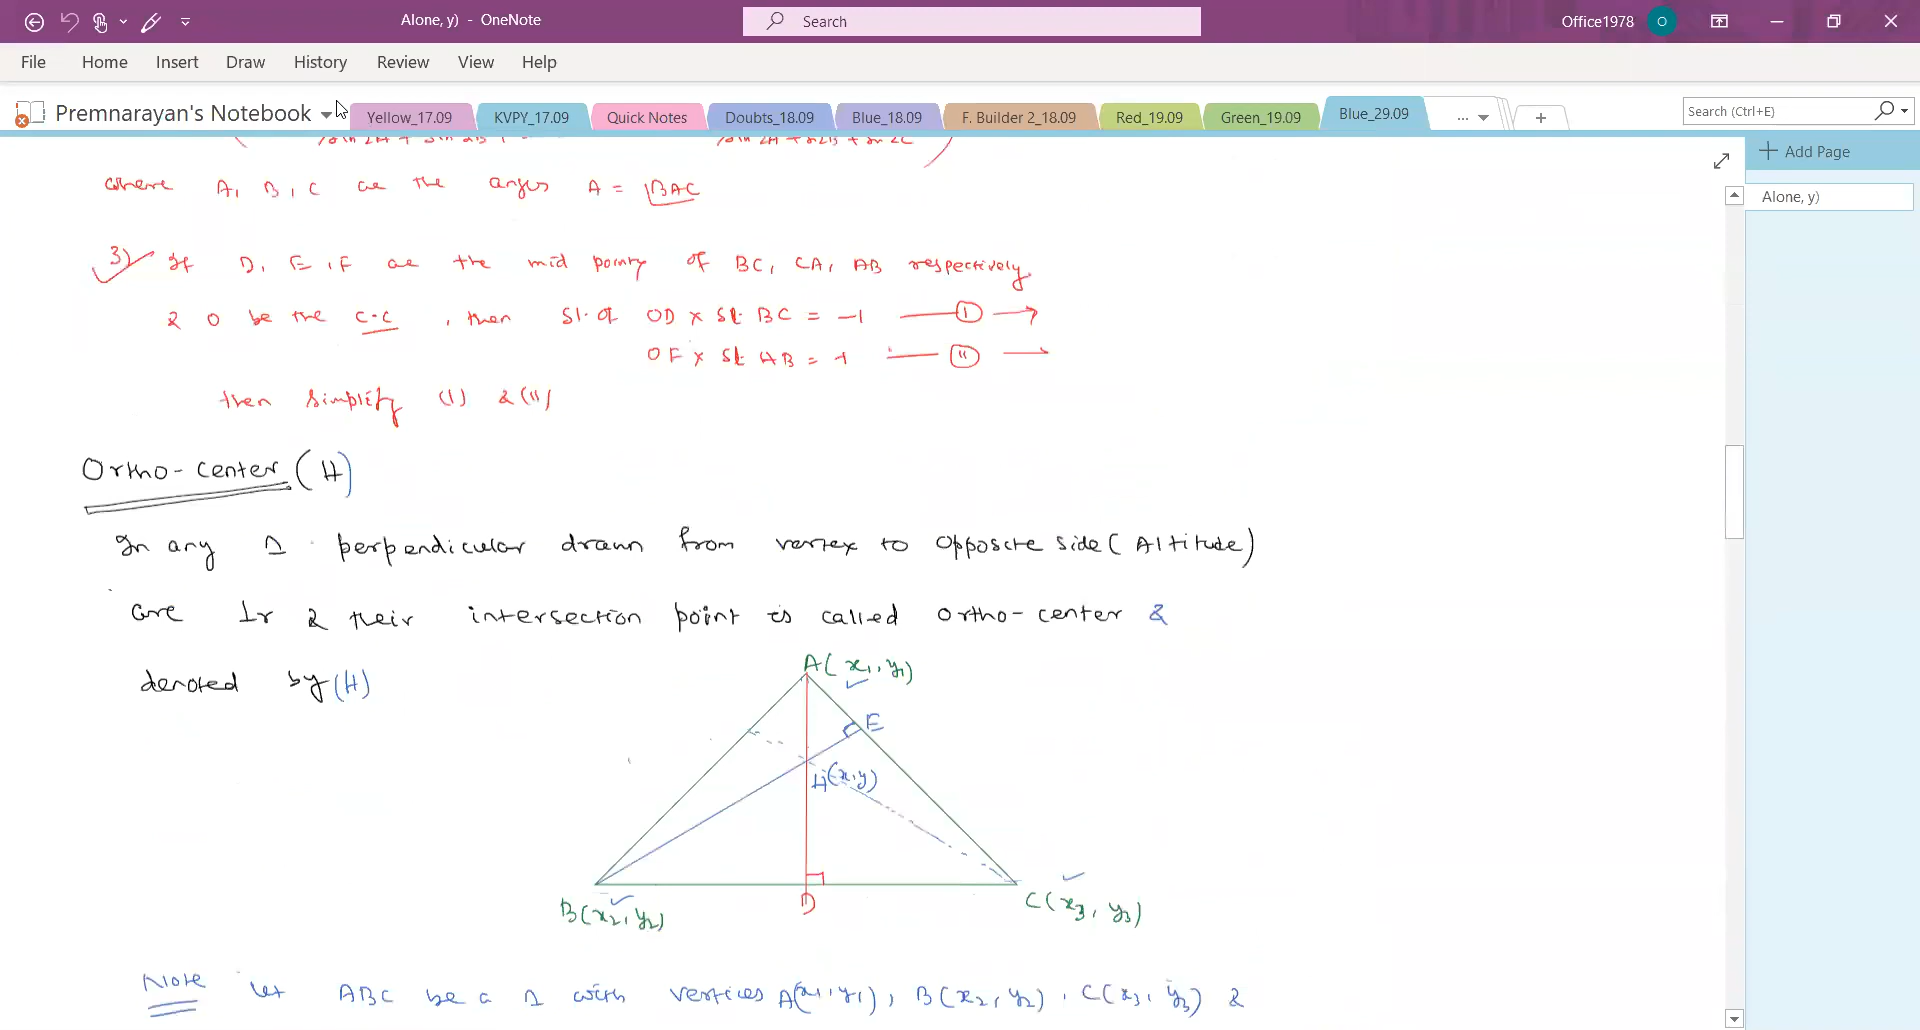 Alone, y) - OneNote
Search
Office1978
O
File Home Insert Draw View History Review View Help
Premnarayan's Notebook
Yellow_17.09 KVPY_17.09 Quick Notes Doubts_18.09 Blue_18.09 F. Builder 2_18.09 Red_19.09 Green_19.09 Blue_29.09 ...
Search (Ctrl+E)
Add Page
Alone, y)
where A, B, C are the angles A = ∠BAC
3) If D, E, F are the mid points of BC, CA, AB respectively
& O be the C.C, then Sl. of OD x Sl. BC = -1 (I)
OF x Sl. AB = -1 (II)
then simplify (I) & (II)
Ortho-center (H)
In any Δ perpendicular drawn from vertex to opposite side (Altitude)
are ⊥r & their intersection point is called ortho-center &
denoted by (H)
A(x₁, y₁)
E
H(x,y)
B(x₂, y₂)
D
C(x₃, y₃)
Note let ABC be a Δ with vertices A(x₁, y₁), B(x₂, y₂), C(x₃, y₃) &